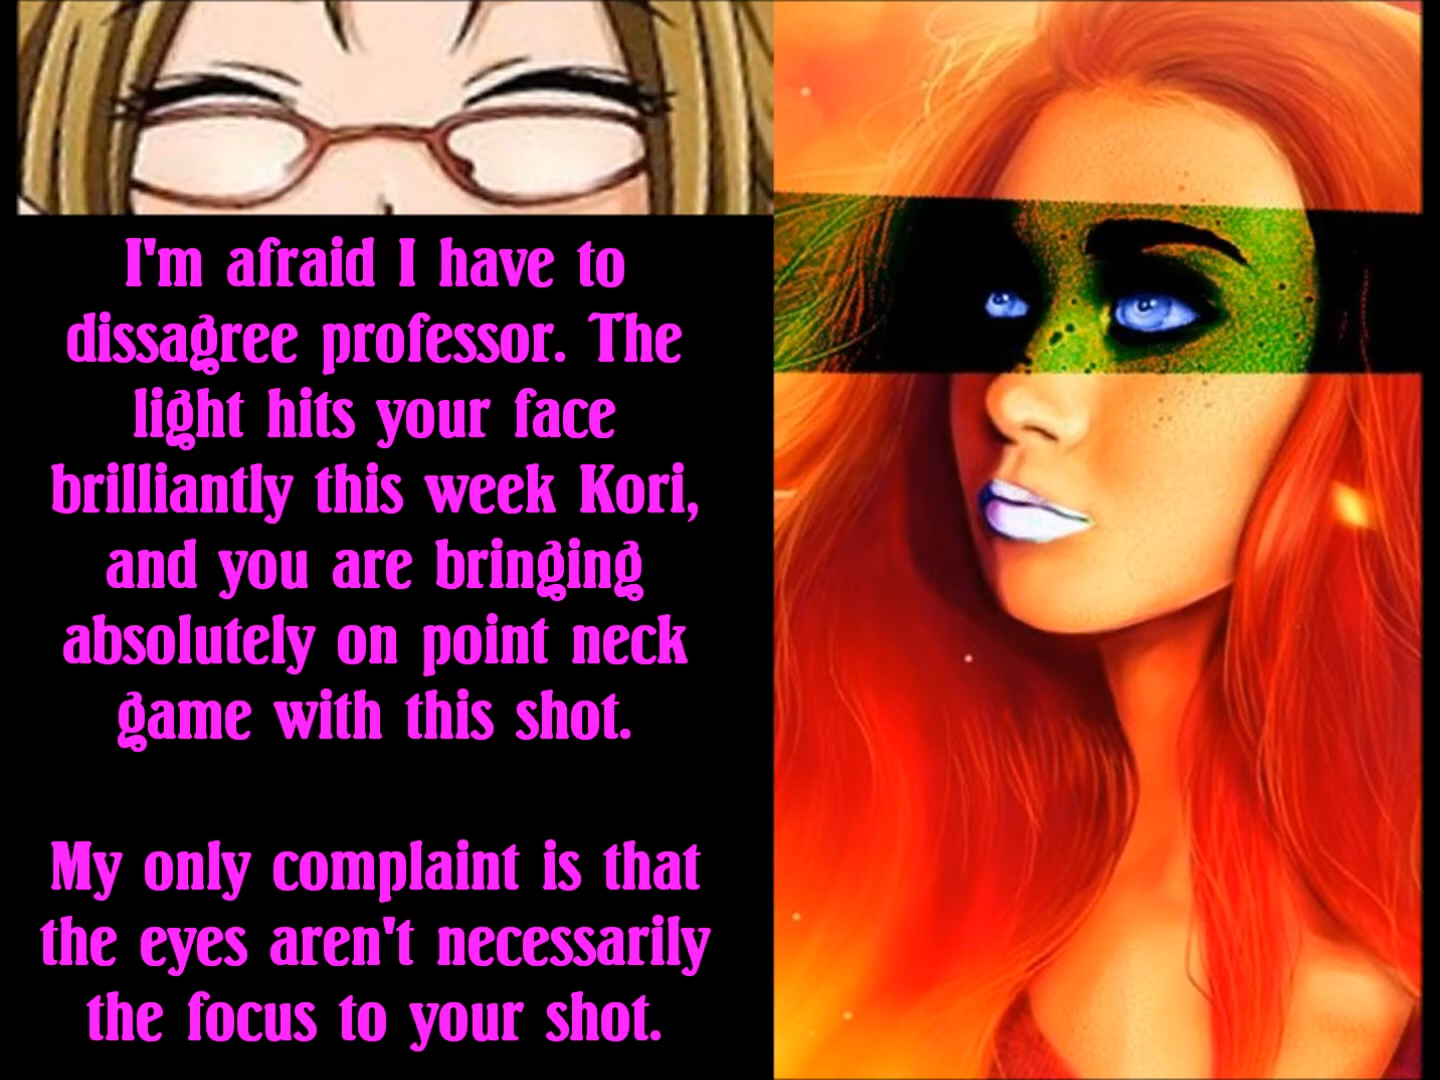 I'm afraid I have to
dissagree professor. The
light hits your face
brilliantly this week Kori,
and you are bringing
absolutely on point neck
game with this shot.
My only complaint is that
the eyes aren't necessarily
the focus to your shot.